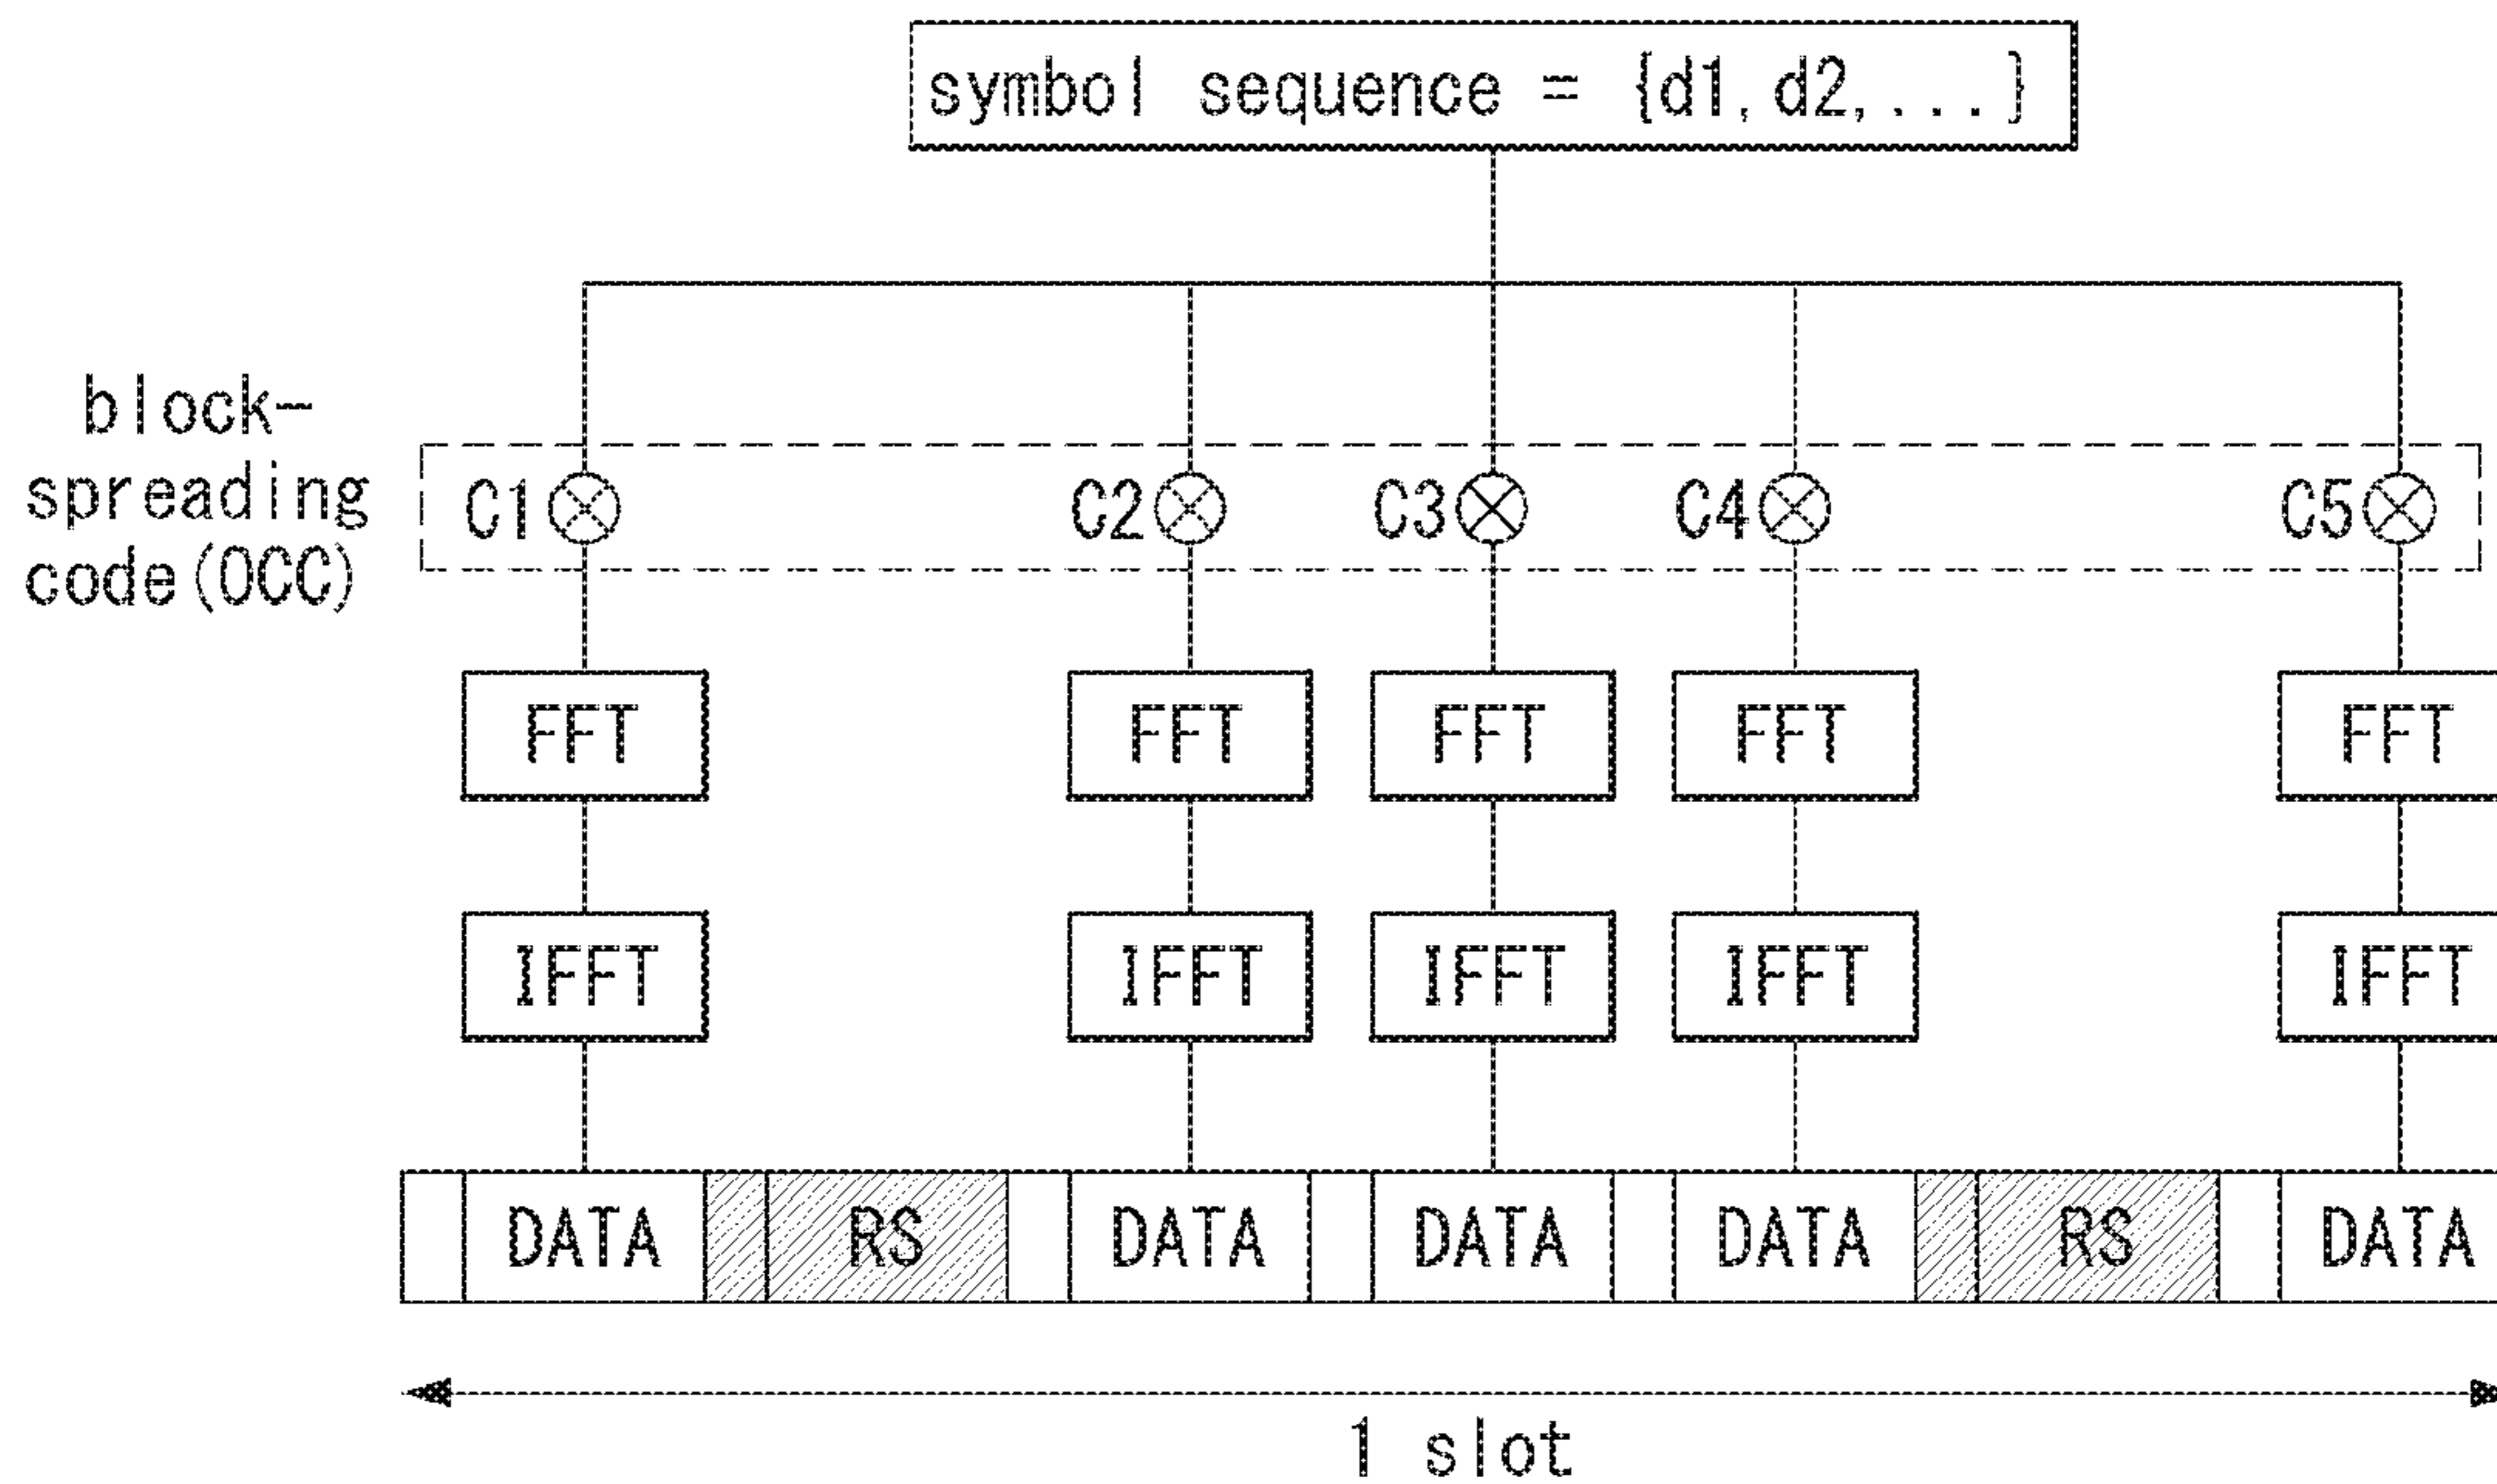 symbol sequence = {d1, d2, ... }
block-
spreading
code(OCC)
C1 C2 C3 C4 C5
FFT FFT FFT FFT FFT
IFFT IFFT IFFT IFFT IFFT
DATA RS DATA DATA DATA RS DATA
1 slot